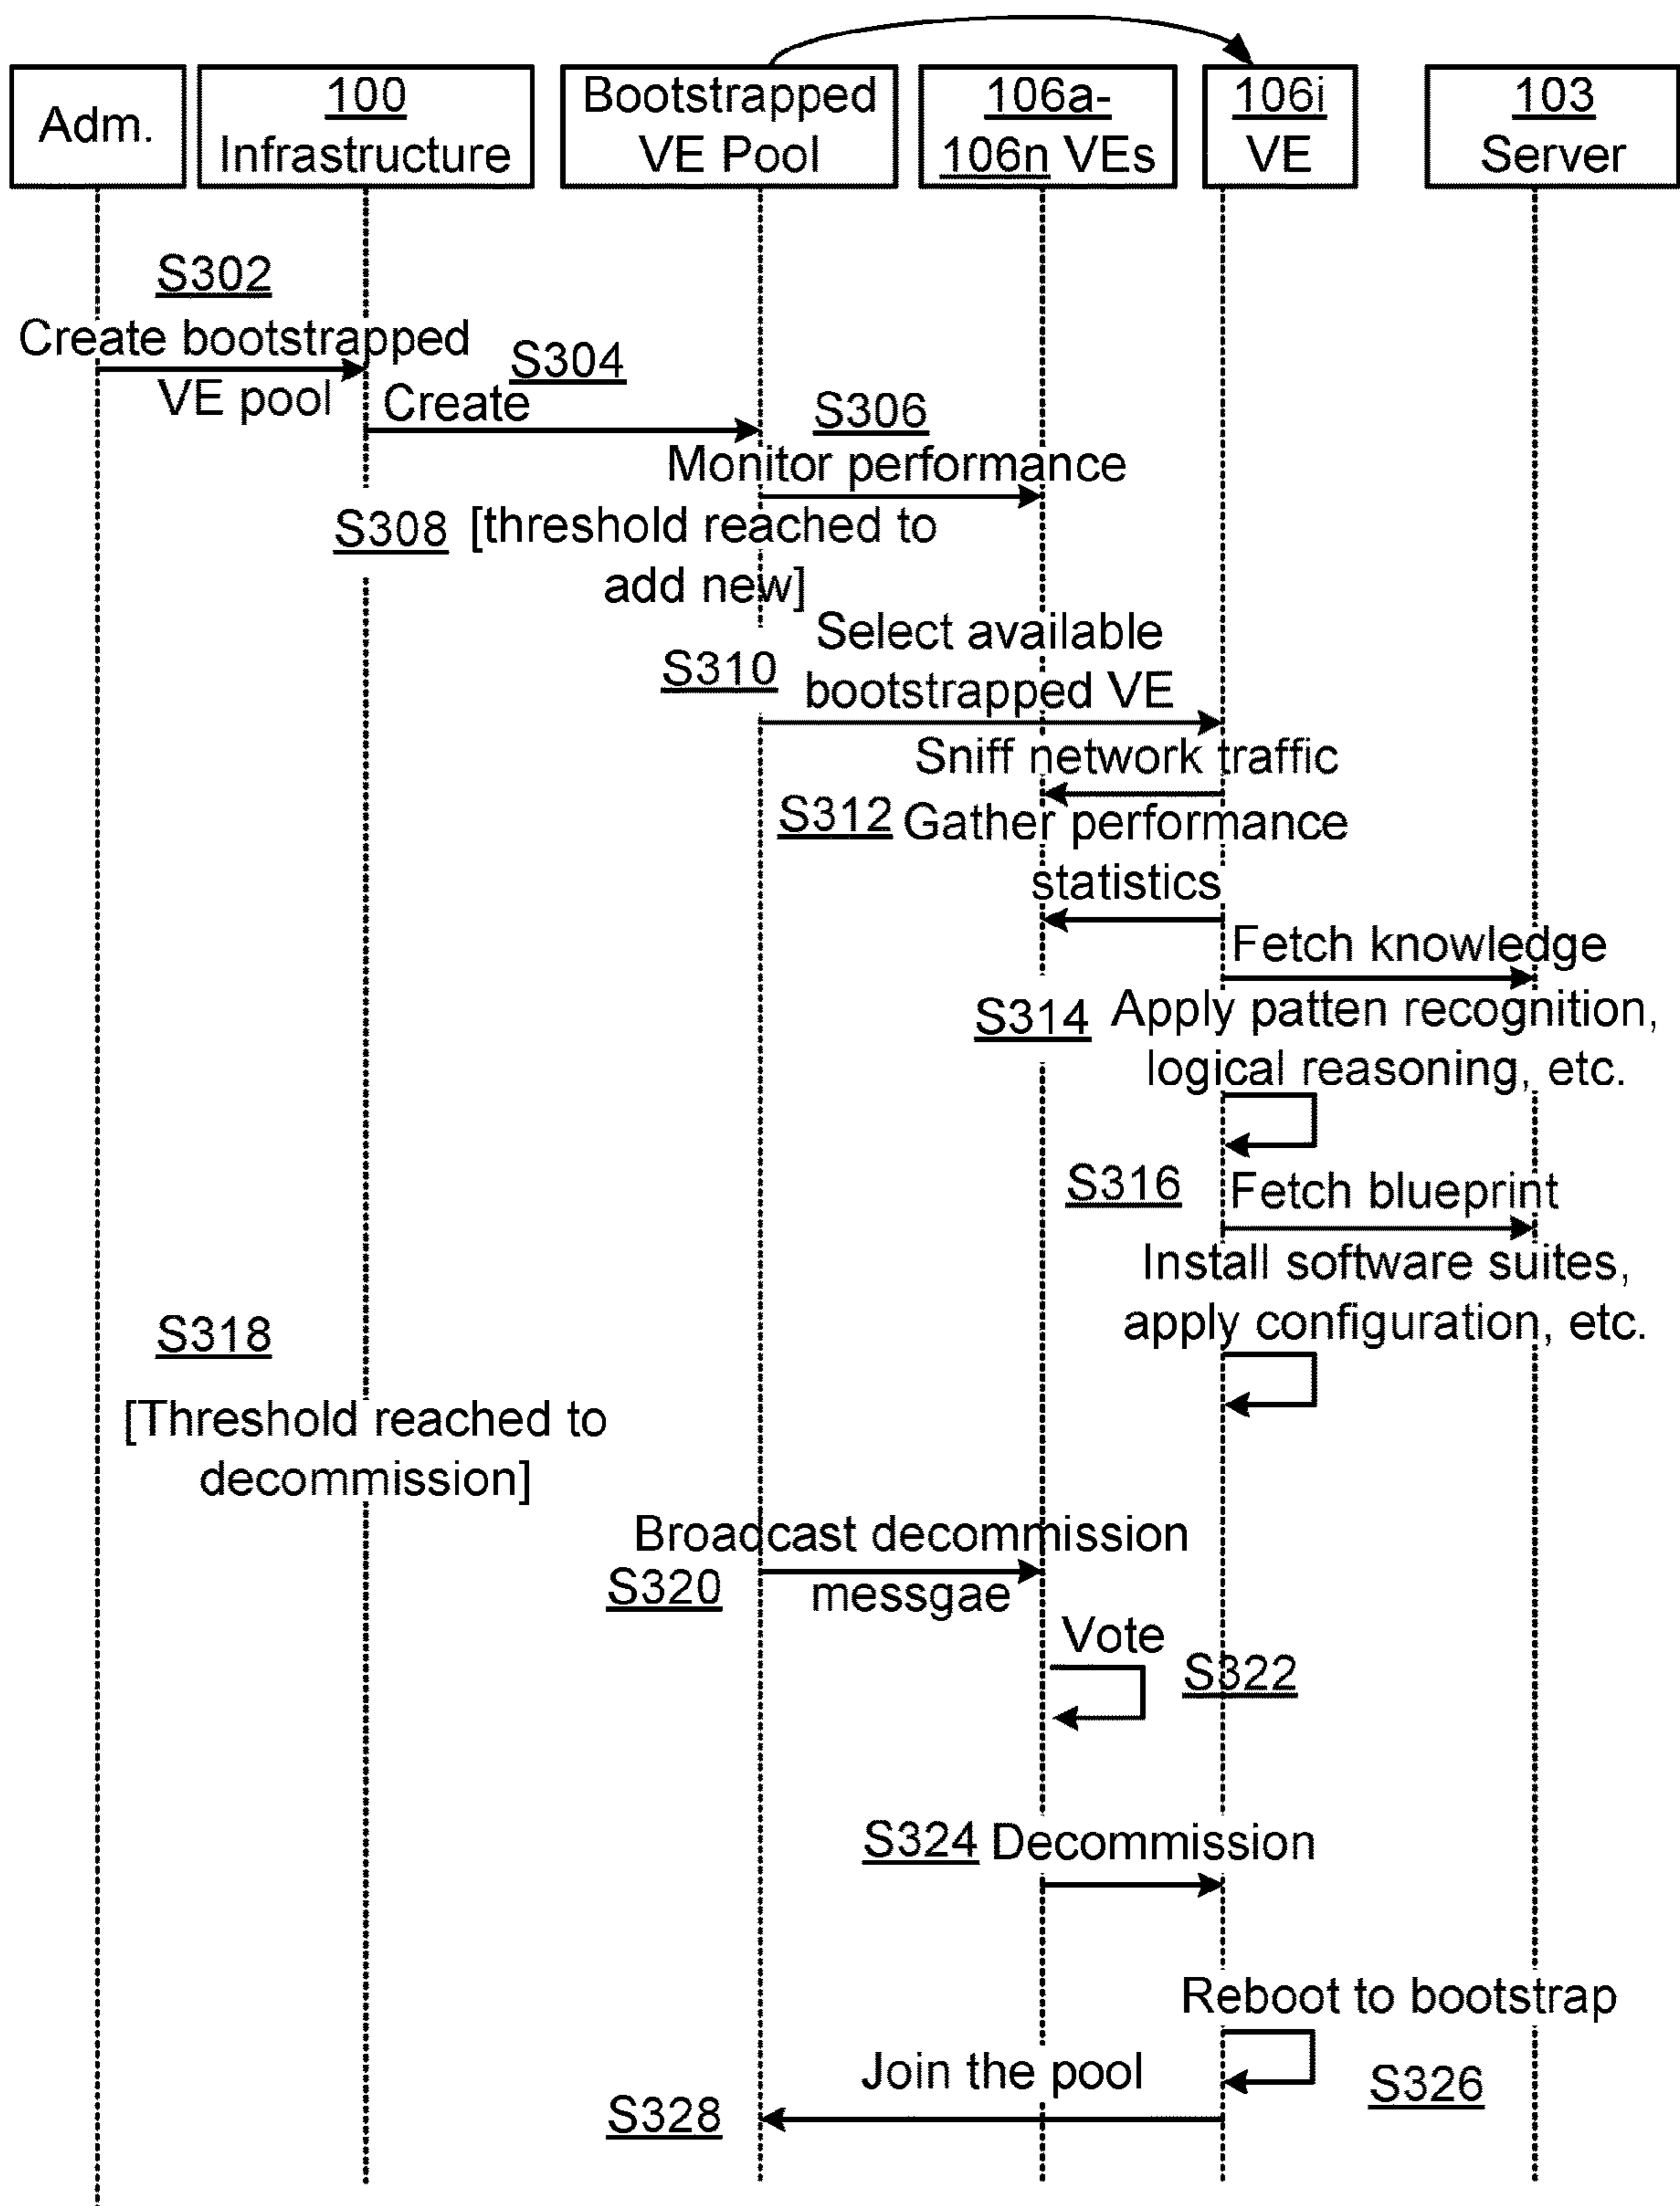 Adm.
100
Infrastructure
Bootstrapped
VE Pool
106a-
106n VEs
106i
VE
103
Server
S302
Create bootstrapped
VE pool
S304
Create
S306
Monitor performance
S308 [threshold reached to
add new]
Select available
S310
bootstrapped VE
Sniff network traffic
S312 Gather performance
statistics
Fetch knowledge
S314 Apply patten recognition,
logical reasoning, etc.
S316 Fetch blueprint
Install software suites,
apply configuration, etc.
S318
[Threshold reached to
decommission]
Broadcast decommission
S320 messgae
Vote
S322
S324 Decommission
Reboot to bootstrap
Join the pool
S326
S328